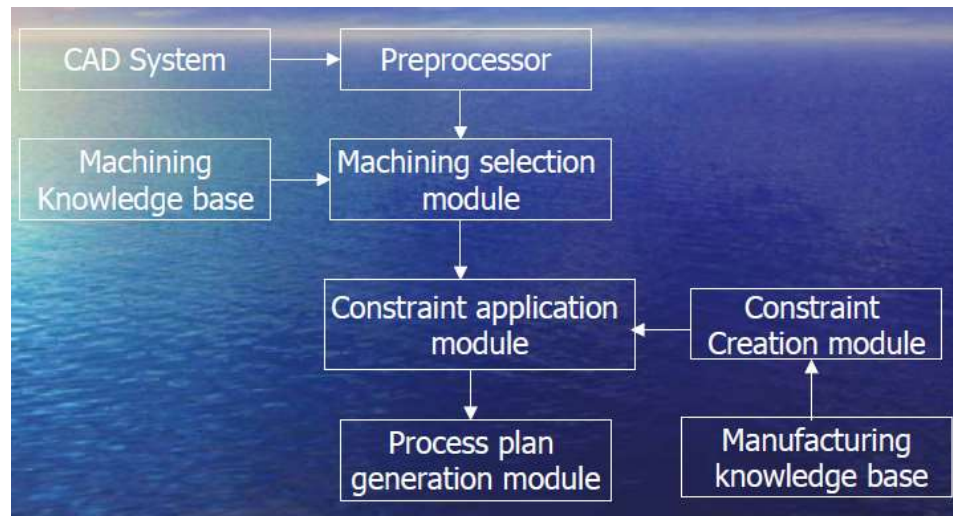 CAD System
Preprocessor
Machining
Knowledge base
Machining selection
module
Constraint application
module
Constraint
Creation module
Process plan
generation module
Manufacturing
knowledge base